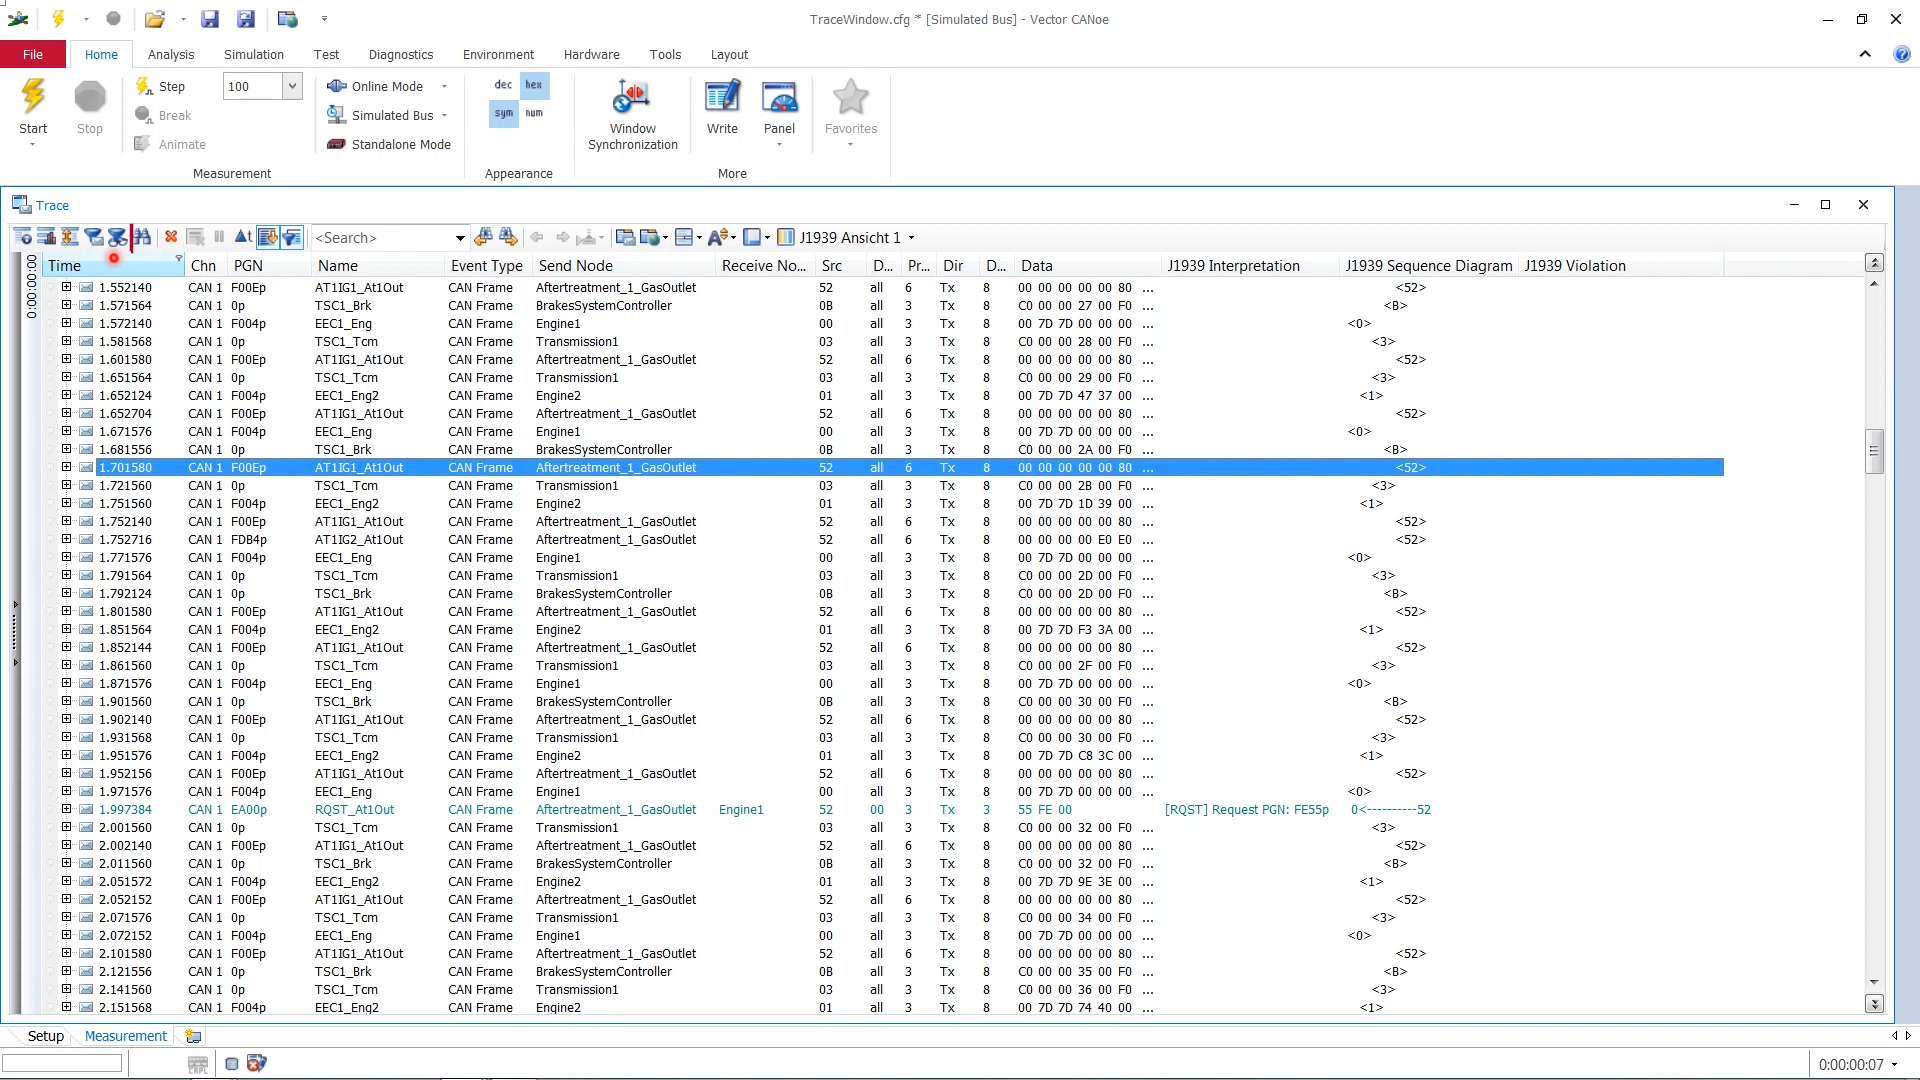 TraceWindow.cfg * [Simulated Bus] - Vector CANoe
File Home Analysis Simulation Test Diagnostics Environment Hardware Tools Layout
Start
Stop
Step
100
Break
Animate
Measurement
Online Mode
Simulated Bus
Standalone Mode
dec hex
sym num
Appearance
Window Synchronization
Write
Panel
More
Favorites
Trace
<Search>
J1939 Ansicht 1
0:00:00:00
Time Chn PGN Name Event Type Send Node Receive No... Src D... Pr... Dir D... Data J1939 Interpretation J1939 Sequence Diagram J1939 Violation
1.552140 CAN 1 F00Ep AT1IG1_At1Out CAN Frame Aftertreatment_1_GasOutlet 52 all 6 Tx 8 00 00 00 00 00 80 ... <52>
1.571564 CAN 1 0p TSC1_Brk CAN Frame BrakesSystemController 0B all 3 Tx 8 C0 00 00 27 00 F0 ... <B>
1.572140 CAN 1 F004p EEC1_Eng CAN Frame Engine1 00 all 3 Tx 8 00 7D 7D 00 00 00 ... <0>
1.581568 CAN 1 0p TSC1_Tcm CAN Frame Transmission1 03 all 3 Tx 8 C0 00 00 28 00 F0 ... <3>
1.601580 CAN 1 F00Ep AT1IG1_At1Out CAN Frame Aftertreatment_1_GasOutlet 52 all 6 Tx 8 00 00 00 00 00 80 ... <52>
1.651564 CAN 1 0p TSC1_Tcm CAN Frame Transmission1 03 all 3 Tx 8 C0 00 00 29 00 F0 ... <3>
1.652124 CAN 1 F004p EEC1_Eng2 CAN Frame Engine2 01 all 3 Tx 8 00 7D 7D 47 37 00 ... <1>
1.652704 CAN 1 F00Ep AT1IG1_At1Out CAN Frame Aftertreatment_1_GasOutlet 52 all 6 Tx 8 00 00 00 00 00 80 ... <52>
1.671576 CAN 1 F004p EEC1_Eng CAN Frame Engine1 00 all 3 Tx 8 00 7D 7D 00 00 00 ... <0>
1.681556 CAN 1 0p TSC1_Brk CAN Frame BrakesSystemController 0B all 3 Tx 8 C0 00 00 2A 00 F0 ... <B>
1.701580 CAN 1 F00Ep AT1IG1_At1Out CAN Frame Aftertreatment_1_GasOutlet 52 all 6 Tx 8 00 00 00 00 00 80 ... <52>
1.721560 CAN 1 0p TSC1_Tcm CAN Frame Transmission1 03 all 3 Tx 8 C0 00 00 2B 00 F0 ... <3>
1.751560 CAN 1 F004p EEC1_Eng2 CAN Frame Engine2 01 all 3 Tx 8 00 7D 7D 1D 39 00 ... <1>
1.752140 CAN 1 F00Ep AT1IG1_At1Out CAN Frame Aftertreatment_1_GasOutlet 52 all 6 Tx 8 00 00 00 00 00 80 ... <52>
1.752716 CAN 1 FDB4p AT1IG2_At1Out CAN Frame Aftertreatment_1_GasOutlet 52 all 6 Tx 8 00 00 00 00 E0 E0 ... <52>
1.771576 CAN 1 F004p EEC1_Eng CAN Frame Engine1 00 all 3 Tx 8 00 7D 7D 00 00 00 ... <0>
1.791564 CAN 1 0p TSC1_Tcm CAN Frame Transmission1 03 all 3 Tx 8 C0 00 00 2D 00 F0 ... <3>
1.792124 CAN 1 0p TSC1_Brk CAN Frame BrakesSystemController 0B all 3 Tx 8 C0 00 00 2D 00 F0 ... <B>
1.801580 CAN 1 F00Ep AT1IG1_At1Out CAN Frame Aftertreatment_1_GasOutlet 52 all 6 Tx 8 00 00 00 00 00 80 ... <52>
1.851564 CAN 1 F004p EEC1_Eng2 CAN Frame Engine2 01 all 3 Tx 8 00 7D 7D F3 3A 00 ... <1>
1.852144 CAN 1 F00Ep AT1IG1_At1Out CAN Frame Aftertreatment_1_GasOutlet 52 all 6 Tx 8 00 00 00 00 00 80 ... <52>
1.861560 CAN 1 0p TSC1_Tcm CAN Frame Transmission1 03 all 3 Tx 8 C0 00 00 2F 00 F0 ... <3>
1.871576 CAN 1 F004p EEC1_Eng CAN Frame Engine1 00 all 3 Tx 8 00 7D 7D 00 00 00 ... <0>
1.901560 CAN 1 0p TSC1_Brk CAN Frame BrakesSystemController 0B all 3 Tx 8 C0 00 00 30 00 F0 ... <B>
1.902140 CAN 1 F00Ep AT1IG1_At1Out CAN Frame Aftertreatment_1_GasOutlet 52 all 6 Tx 8 00 00 00 00 00 80 ... <52>
1.931568 CAN 1 0p TSC1_Tcm CAN Frame Transmission1 03 all 3 Tx 8 C0 00 00 30 00 F0 ... <3>
1.951576 CAN 1 F004p EEC1_Eng2 CAN Frame Engine2 01 all 3 Tx 8 00 7D 7D C8 3C 00 ... <1>
1.952156 CAN 1 F00Ep AT1IG1_At1Out CAN Frame Aftertreatment_1_GasOutlet 52 all 6 Tx 8 00 00 00 00 00 80 ... <52>
1.971576 CAN 1 F004p EEC1_Eng CAN Frame Engine1 00 all 3 Tx 8 00 7D 7D 00 00 00 ... <0>
1.997384 CAN 1 EA00p RQST_At1Out CAN Frame Aftertreatment_1_GasOutlet Engine1 52 00 3 Tx 3 55 FE 00 [RQST] Request PGN: FE55p 0<----------52
2.001560 CAN 1 0p TSC1_Tcm CAN Frame Transmission1 03 all 3 Tx 8 C0 00 00 32 00 F0 ... <3>
2.002140 CAN 1 F00Ep AT1IG1_At1Out CAN Frame Aftertreatment_1_GasOutlet 52 all 6 Tx 8 00 00 00 00 00 80 ... <52>
2.011560 CAN 1 0p TSC1_Brk CAN Frame BrakesSystemController 0B all 3 Tx 8 C0 00 00 32 00 F0 ... <B>
2.051572 CAN 1 F004p EEC1_Eng2 CAN Frame Engine2 01 all 3 Tx 8 00 7D 7D 9E 3E 00 ... <1>
2.052152 CAN 1 F00Ep AT1IG1_At1Out CAN Frame Aftertreatment_1_GasOutlet 52 all 6 Tx 8 00 00 00 00 00 80 ... <52>
2.071576 CAN 1 0p TSC1_Tcm CAN Frame Transmission1 03 all 3 Tx 8 C0 00 00 34 00 F0 ... <3>
2.072152 CAN 1 F004p EEC1_Eng CAN Frame Engine1 00 all 3 Tx 8 00 7D 7D 00 00 00 ... <0>
2.101580 CAN 1 F00Ep AT1IG1_At1Out CAN Frame Aftertreatment_1_GasOutlet 52 all 6 Tx 8 00 00 00 00 00 80 ... <52>
2.121556 CAN 1 0p TSC1_Brk CAN Frame BrakesSystemController 0B all 3 Tx 8 C0 00 00 35 00 F0 ... <B>
2.141560 CAN 1 0p TSC1_Tcm CAN Frame Transmission1 03 all 3 Tx 8 C0 00 00 36 00 F0 ... <3>
2.151568 CAN 1 F004p EEC1_Eng2 CAN Frame Engine2 01 all 3 Tx 8 00 7D 7D 74 40 00 ... <1>
Setup Measurement
CAPL
0:00:00:07